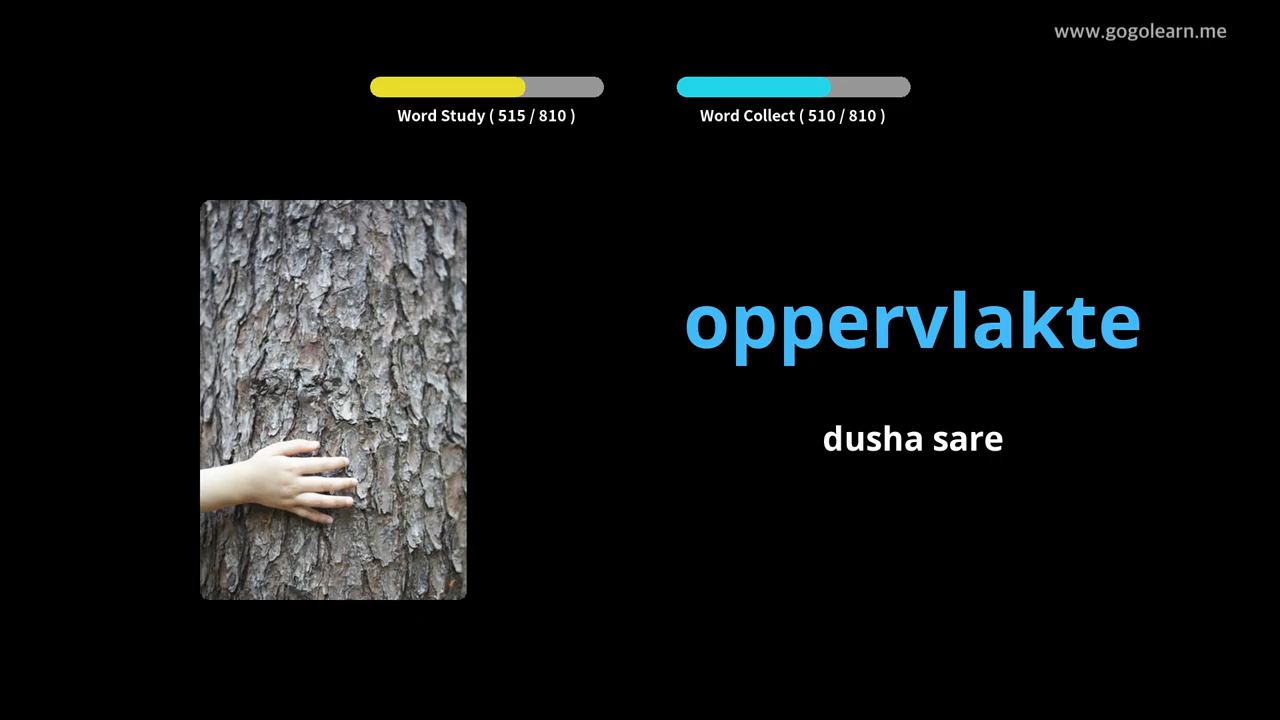 www.gogolearn.me
Word Study ( 515 / 810 )
Word Collect ( 510 / 810 )
oppervlakte
dusha sare